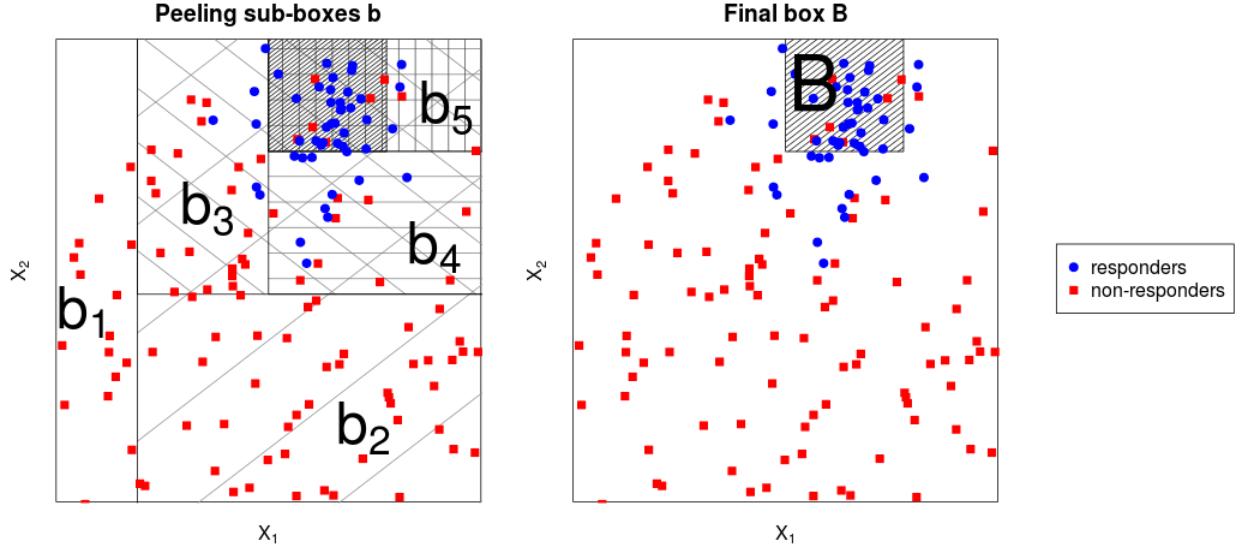 Peeling sub-boxes b
Final box B
b₅
B
b₃
b₄
b₁
b₂
X₂
X₁
X₂
X₁
responders
non-responders